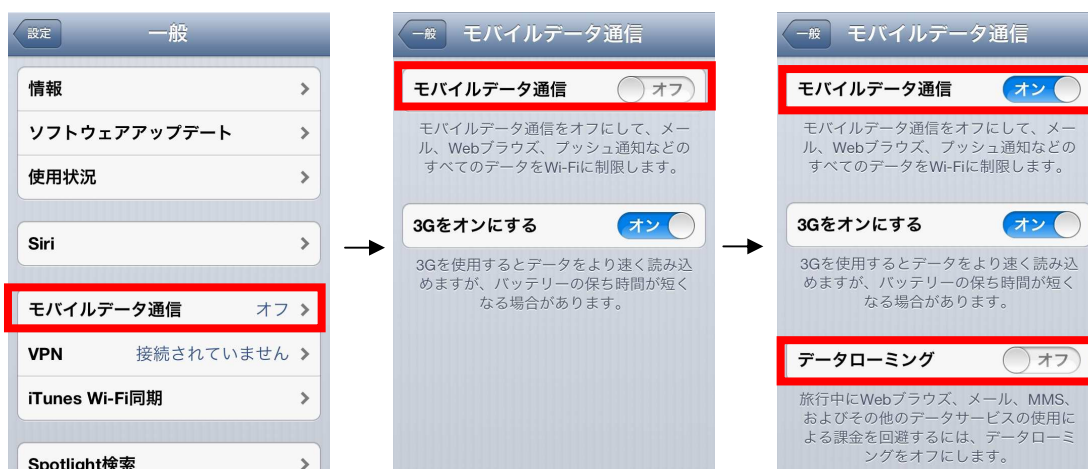 設定
一般
情報
ソフトウェアアップデート
使用状況
Siri
モバイルデータ通信 オフ
VPN 接続されていません
iTunes Wi-Fi同期
Spotlight検索
一般
モバイルデータ通信
モバイルデータ通信 オフ
モバイルデータ通信をオフにして、メー
ル、Webブラウズ、プッシュ通知などの
すべてのデータをWi-Fiに制限します。
3Gをオンにする オン
3Gを使用するとデータをより速く読み込
めますが、バッテリーの保ち時間が短く
なる場合があります。
一般
モバイルデータ通信
モバイルデータ通信 オン
モバイルデータ通信をオフにして、メー
ル、Webブラウズ、プッシュ通知などの
すべてのデータをWi-Fiに制限します。
3Gをオンにする オン
3Gを使用するとデータをより速く読み込
めますが、バッテリーの保ち時間が短く
なる場合があります。
データローミング オフ
旅行中にWebブラウズ、メール、MMS、
およびその他のデータサービスの使用に
よる課金を回避するには、データローミ
ングをオフにします。